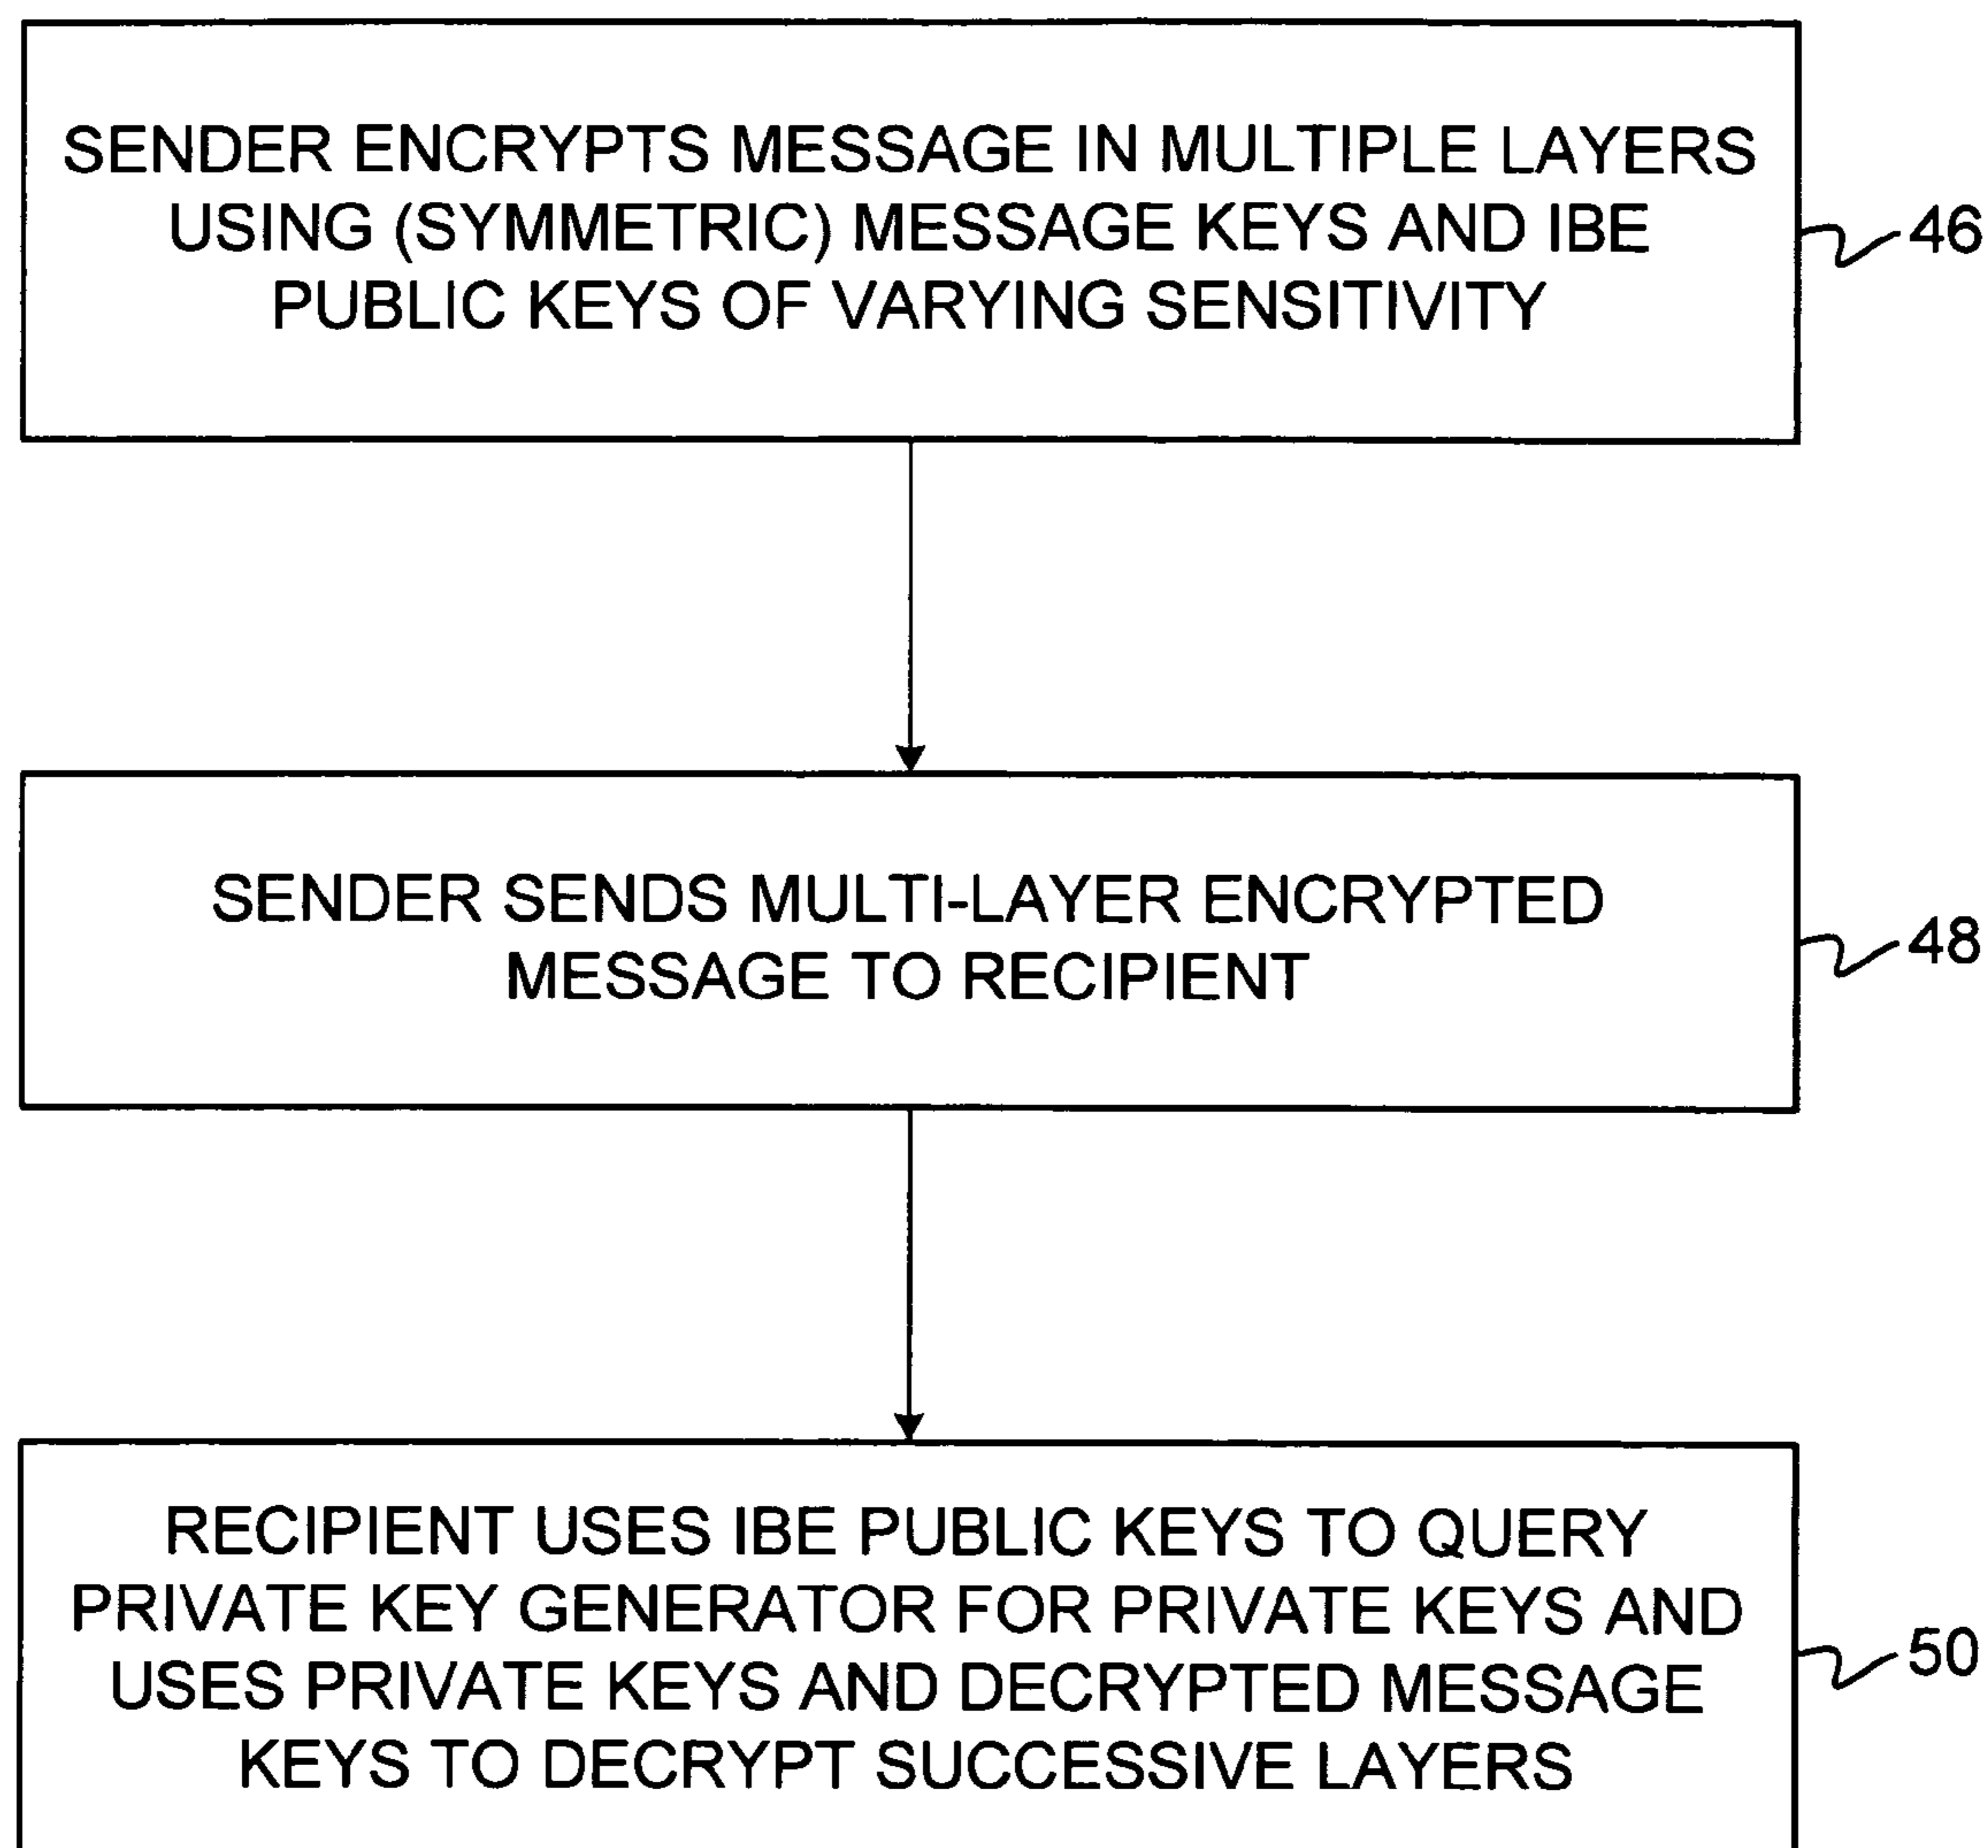 SENDER ENCRYPTS MESSAGE IN MULTIPLE LAYERS
USING (SYMMETRIC) MESSAGE KEYS AND IBE
PUBLIC KEYS OF VARYING SENSITIVITY
46
SENDER SENDS MULTI-LAYER ENCRYPTED
MESSAGE TO RECIPIENT
48
RECIPIENT USES IBE PUBLIC KEYS TO QUERY
PRIVATE KEY GENERATOR FOR PRIVATE KEYS AND
USES PRIVATE KEYS AND DECRYPTED MESSAGE
KEYS TO DECRYPT SUCCESSIVE LAYERS
50